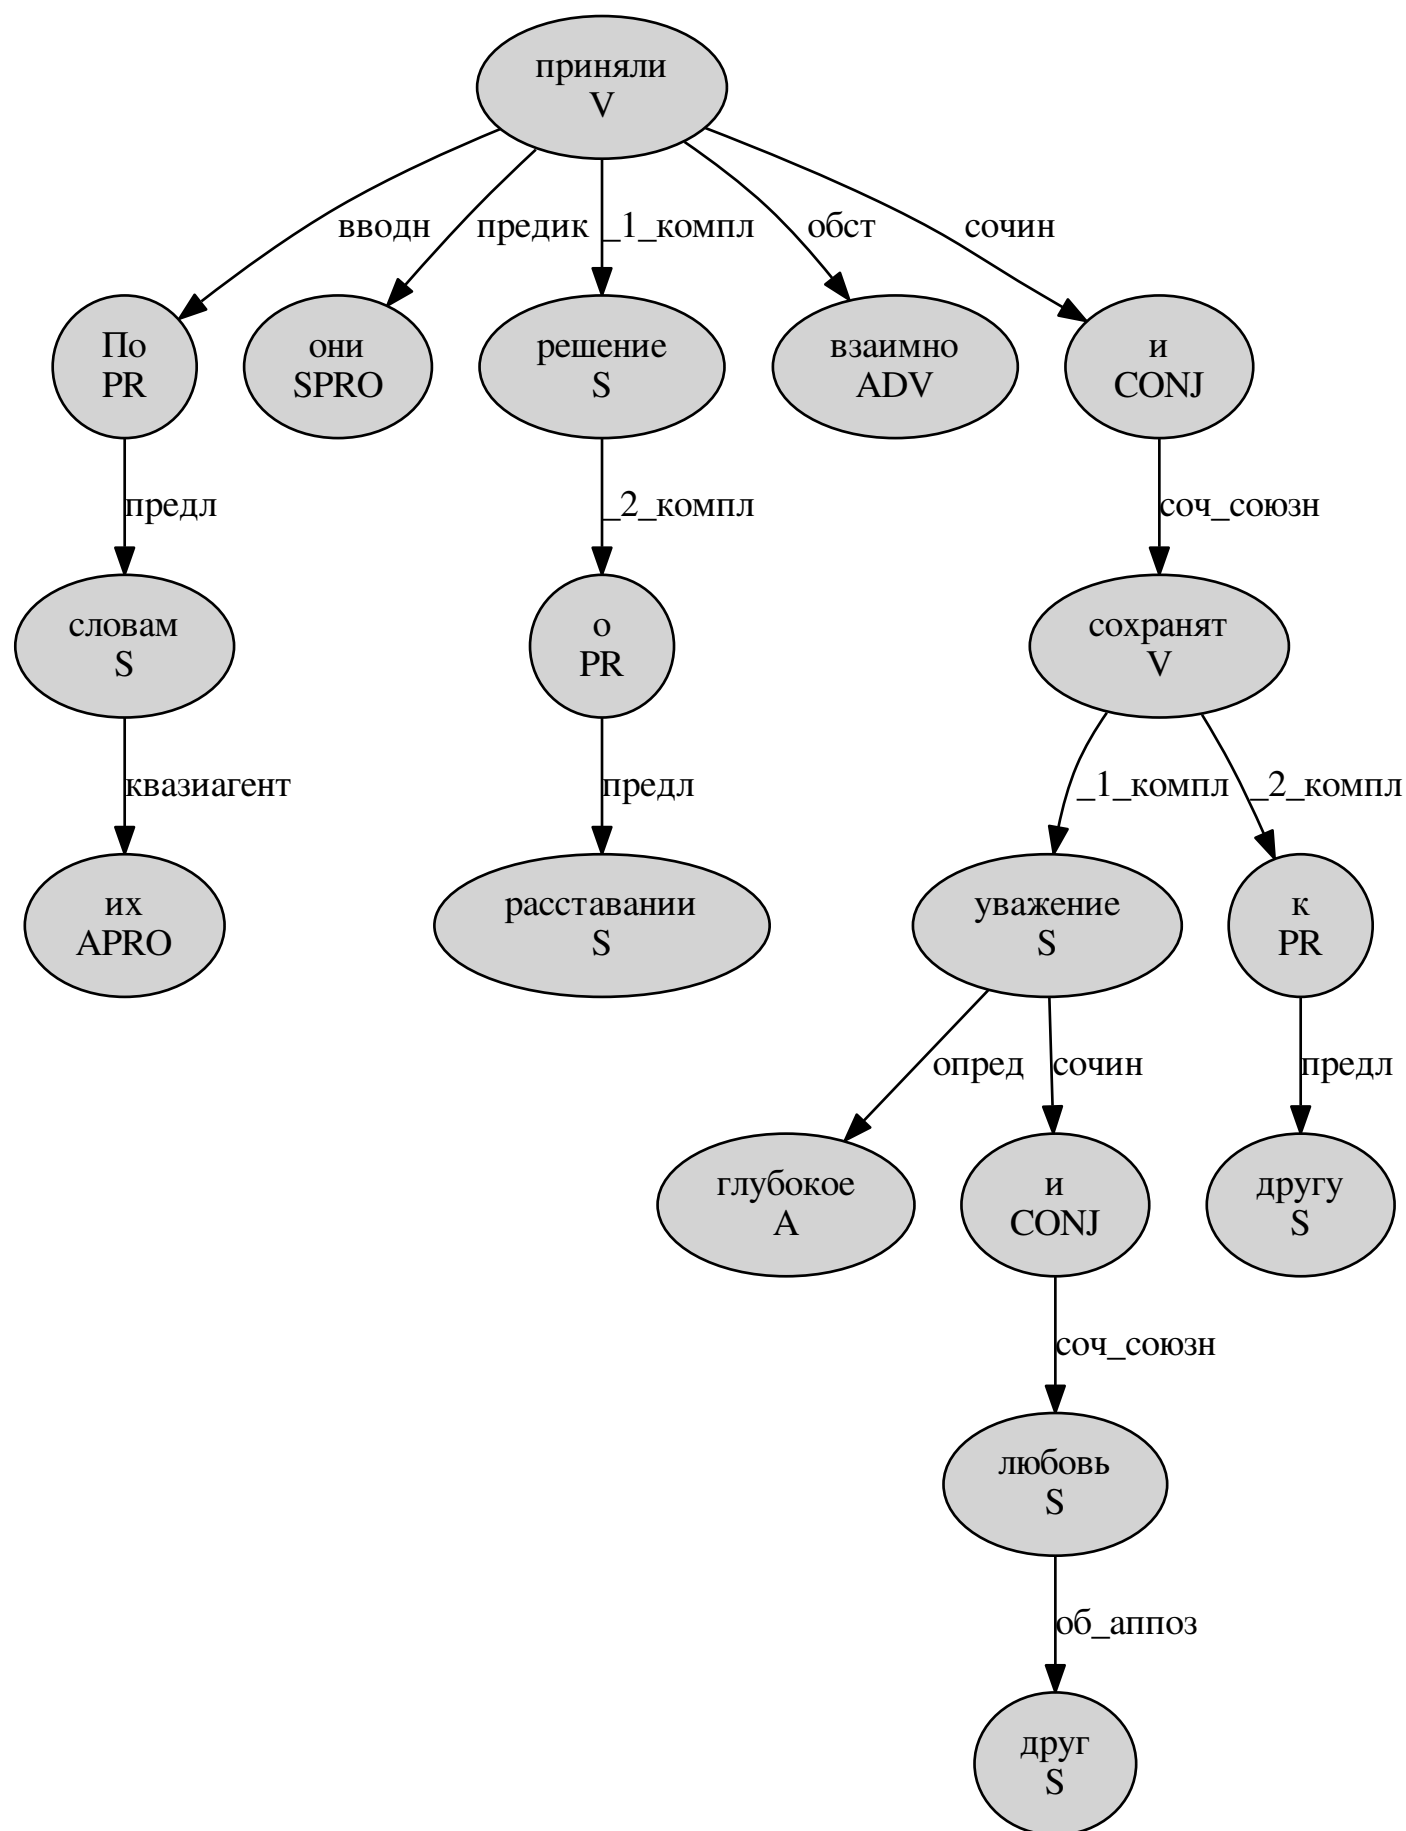 приняли
V
вводн
предик
_1_компл
обст
сочин
По
PR
они
SPRO
решение
S
взаимно
ADV
и
CONJ
предл
_2_компл
соч_союзн
словам
S
о
PR
сохранят
V
квазиагент
предл
_1_компл
_2_компл
их
APRO
расставании
S
уважение
S
к
PR
опред
сочин
предл
глубокое
A
и
CONJ
другу
S
соч_союзн
любовь
S
об_аппоз
друг
S